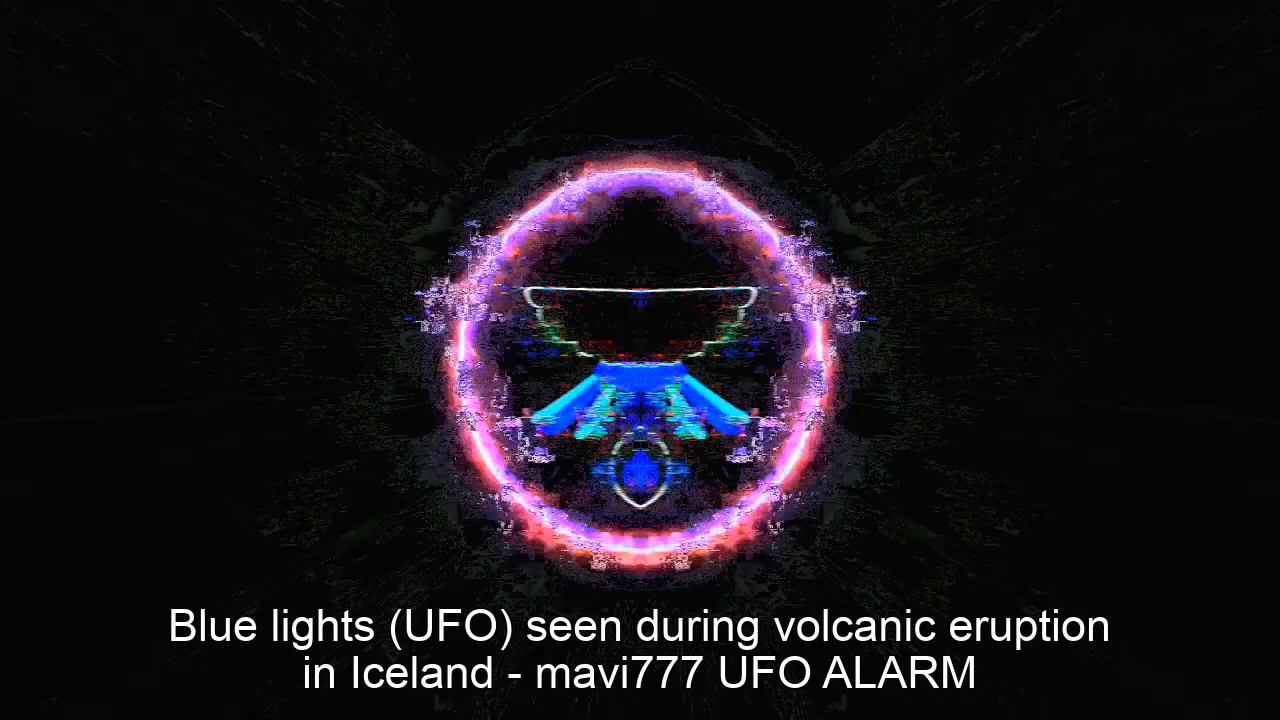 Blue lights (UFO) seen during volcanic eruption
in Iceland - mavi777 UFO ALARM